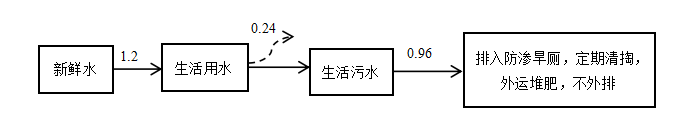 0.24
新鲜水
1.2
生活用水
生活污水
0.96
排入防渗旱厕，定期清掏，
外运堆肥，不外排